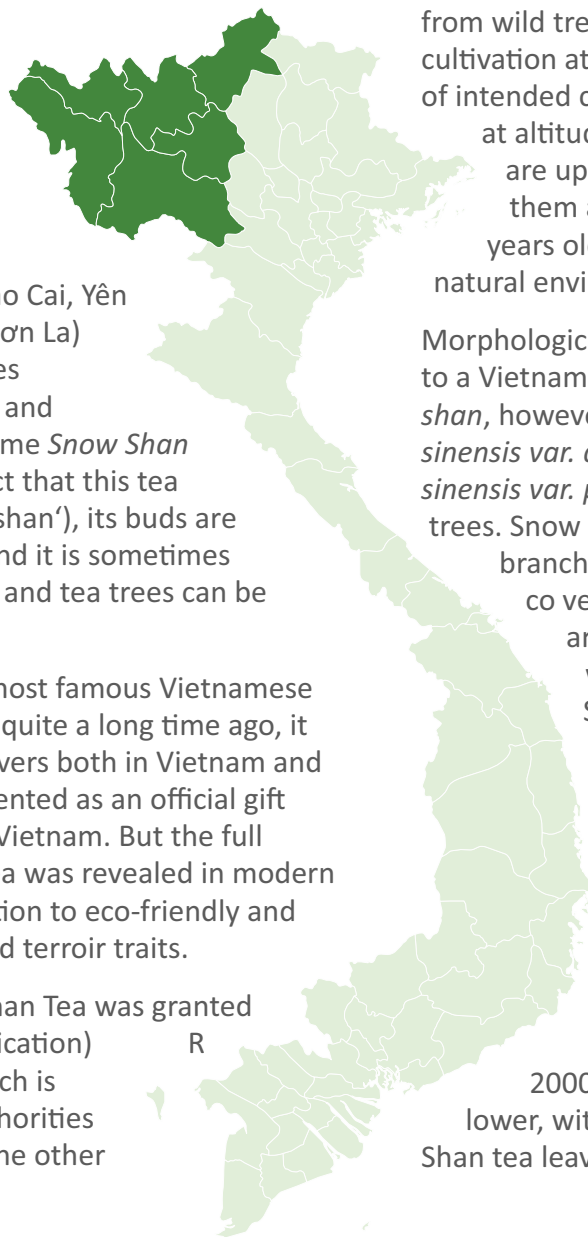 ao Cai, Yên
ơn La)
es
and
me Snow Shan
ct that this tea
shan‘), its buds are
nd it is sometimes
and tea trees can be
most famous Vietnamese
quite a long time ago, it
vers both in Vietnam and
ented as an official gift
Vietnam. But the full
a was revealed in modern
tion to eco-friendly and
d terroir traits.
han Tea was granted
ication) R
ch is
horities
he other
from wild tre
cultivation at
of intended c
at altitud
are up
them a
years ol
natural envi
Morphologic
to a Vietnam
shan, howeve
sinensis var. a
sinensis var. p
trees. Snow
branch
co ve
ar
S
2000
lower, wit
Shan tea leav